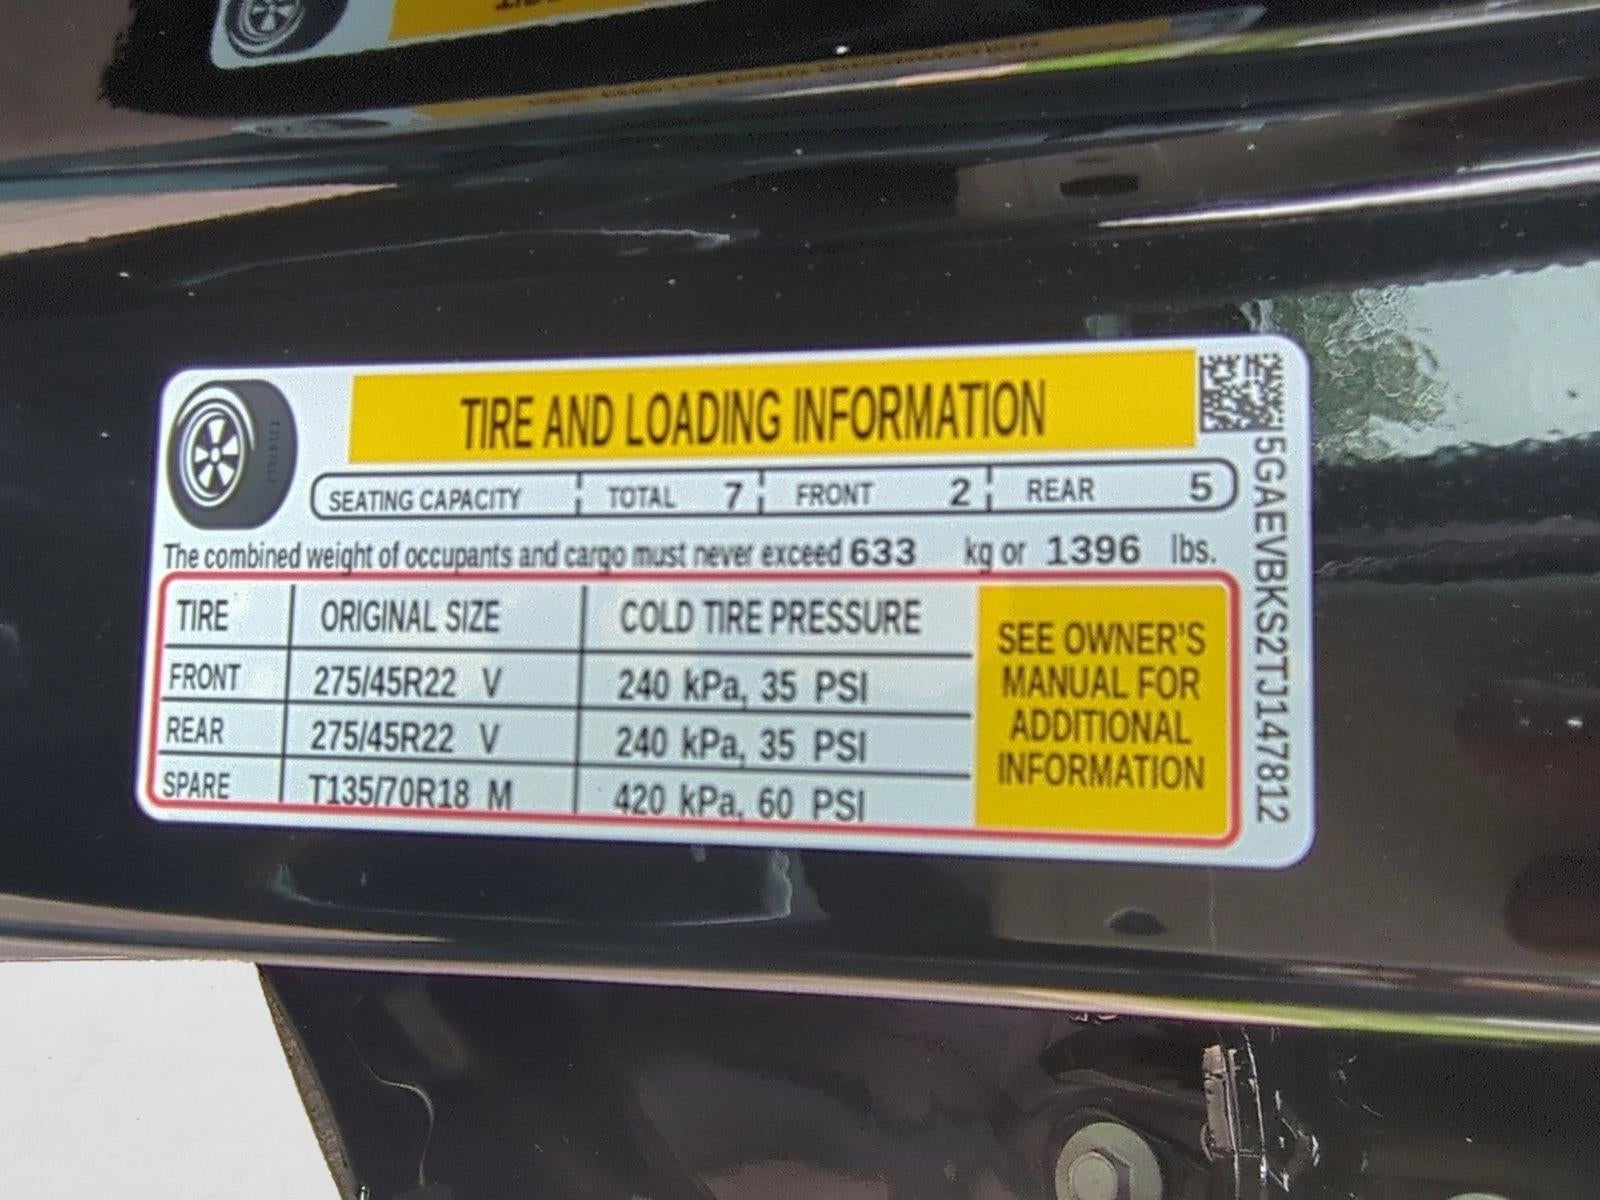 TIRE AND LOADING INFORMATION
SEATING CAPACITY TOTAL 7 FRONT 2 REAR 5
The combined weight of occupants and cargo must never exceed 633 kg or 1396 lbs.
TIRE ORIGINAL SIZE COLD TIRE PRESSURE
FRONT 275/45R22 V 240 kPa, 35 PSI
REAR 275/45R22 V 240 kPa, 35 PSI
SPARE T135/70R18 M 420 kPa, 60 PSI
SEE OWNER'S
MANUAL FOR
ADDITIONAL
INFORMATION
5GAEVBKS2TJ147812